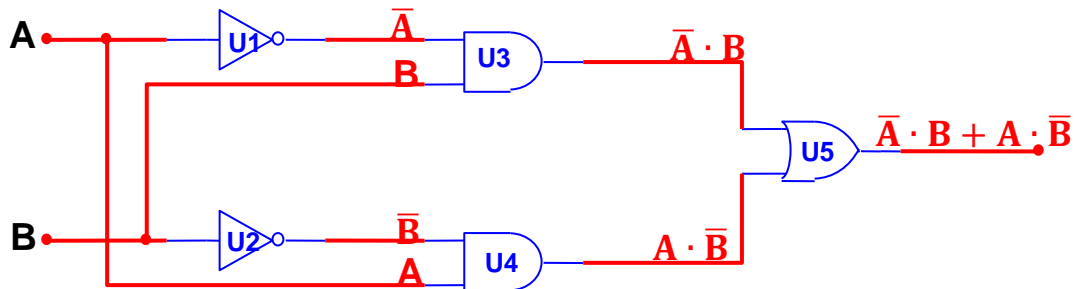 A
U1
A̅
B
U3
A̅ · B
U5
A̅ · B + A · B̅
B
U2
B̅
A
U4
A · B̅